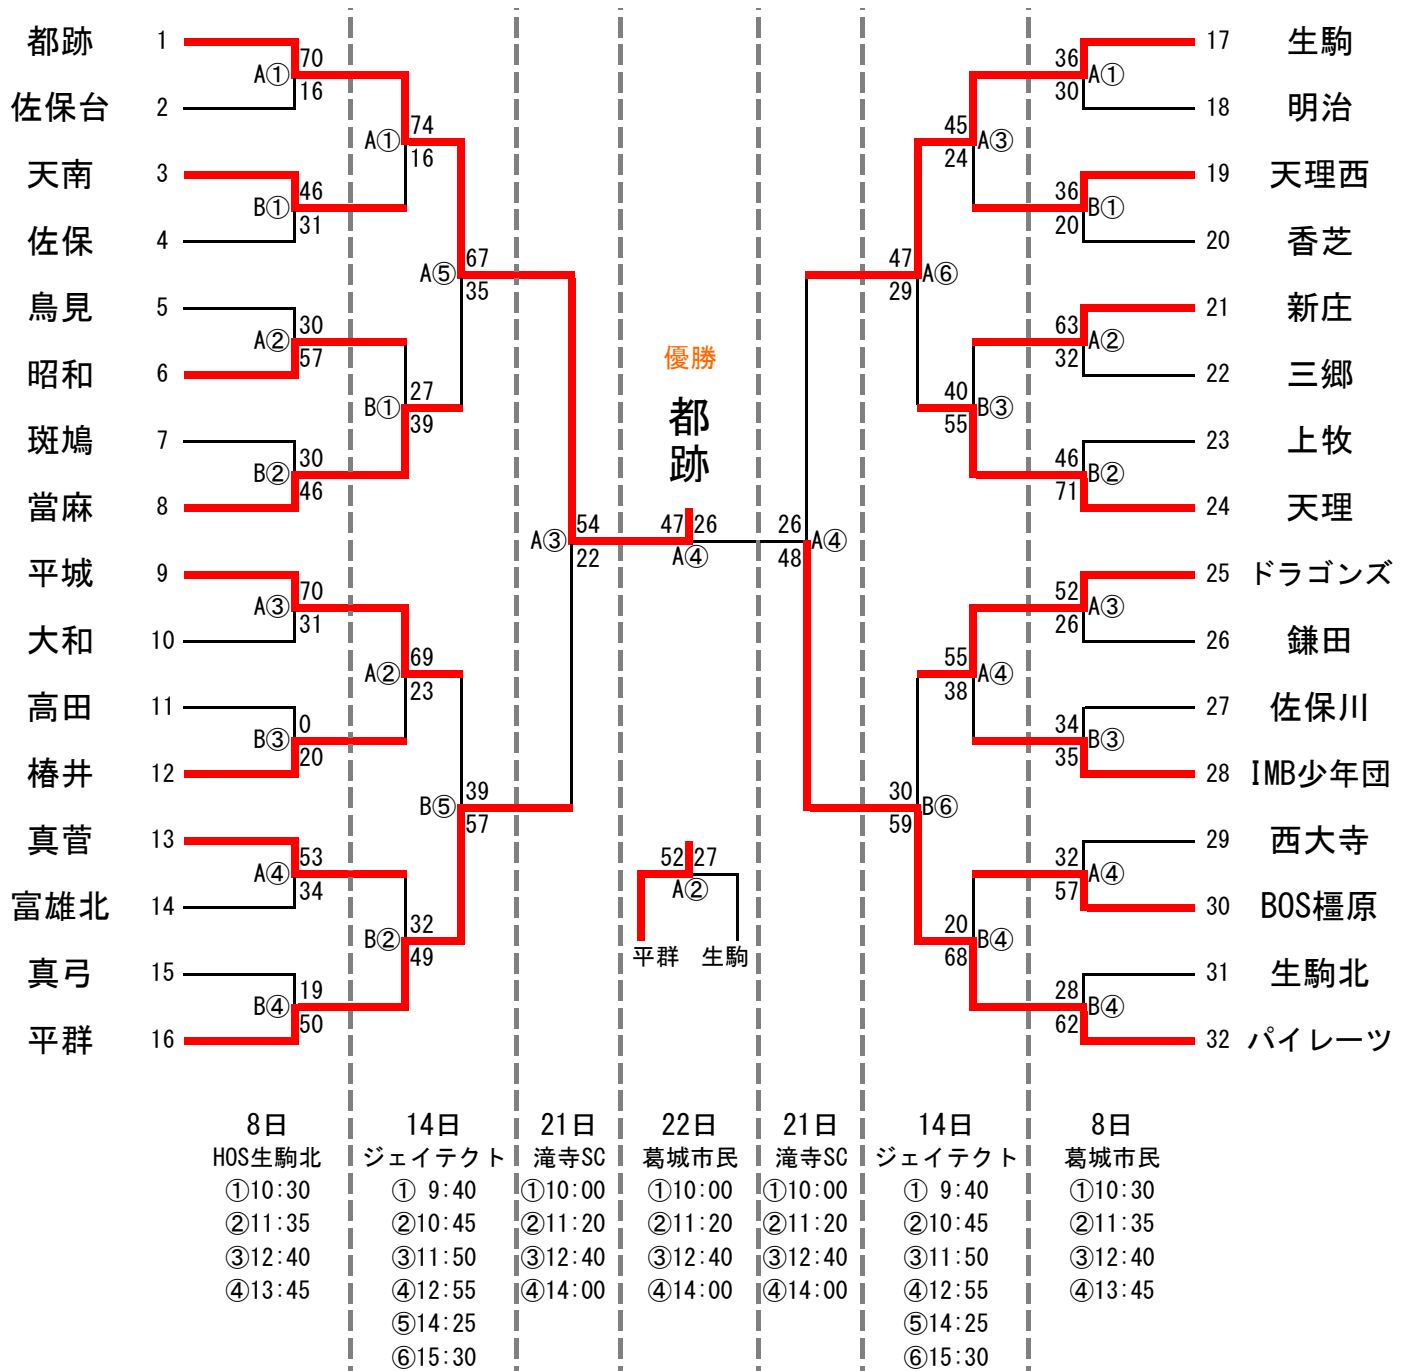 都跡 1 70 36 17 生駒
A① A①
佐保台 2 16 30 18 明治
74 45
A① A③
16 24
天南 3 46 36 19 天理西
B① B①
佐保 4 31 20 20 香芝
67 47
A⑤ A⑥
35 29
鳥見 5 30 63 21 新庄
A② A②
昭和 6 57 32 22 三郷
優勝
都跡
27 40
B① B③
39 55
斑鳩 7 30 46 23 上牧
B② B②
當麻 8 46 71 24 天理
54 47 26 26
A③ A④ A④
22 48
平城 9 70 52 25 ドラゴンズ
A③ A③
大和 10 31 26 26 鎌田
69 55
A② A④
23 38
高田 11 0 34 27 佐保川
B③ B③
椿井 12 20 35 28 IMB少年団
39 30
B⑤ B⑥
57 59
真菅 13 53 32 29 西大寺
A④ A④
富雄北 14 34 57 30 BOS橿原
52 27
A②
平群 生駒
32 20
B② B④
49 68
真弓 15 19 28 31 生駒北
B④ B④
平群 16 50 62 32 パイレーツ
8日 14日 21日 22日 21日 14日 8日
HOS生駒北 ジェイテクト 滝寺SC 葛城市民 滝寺SC ジェイテクト 葛城市民
①10:30 ① 9:40 ①10:00 ①10:00 ①10:00 ① 9:40 ①10:30
②11:35 ②10:45 ②11:20 ②11:20 ②11:20 ②10:45 ②11:35
③12:40 ③11:50 ③12:40 ③12:40 ③12:40 ③11:50 ③12:40
④13:45 ④12:55 ④14:00 ④14:00 ④14:00 ④12:55 ④13:45
⑤14:25 ⑤14:25
⑥15:30 ⑥15:30